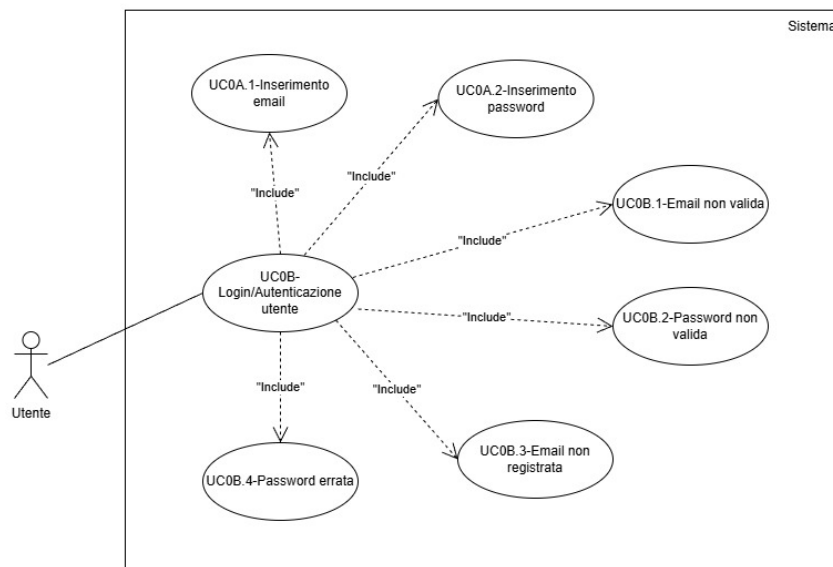 Sistema
UC0A.1-Inserimento
email
UC0A.2-Inserimento
password
"Include"
"Include"
UC0B.1-Email non valida
"Include"
UC0B-
Login/Autenticazione
utente
"Include"
UC0B.2-Password non
valida
"Include"
"Include"
Utente
UC0B.4-Password errata
UC0B.3-Email non
registrata